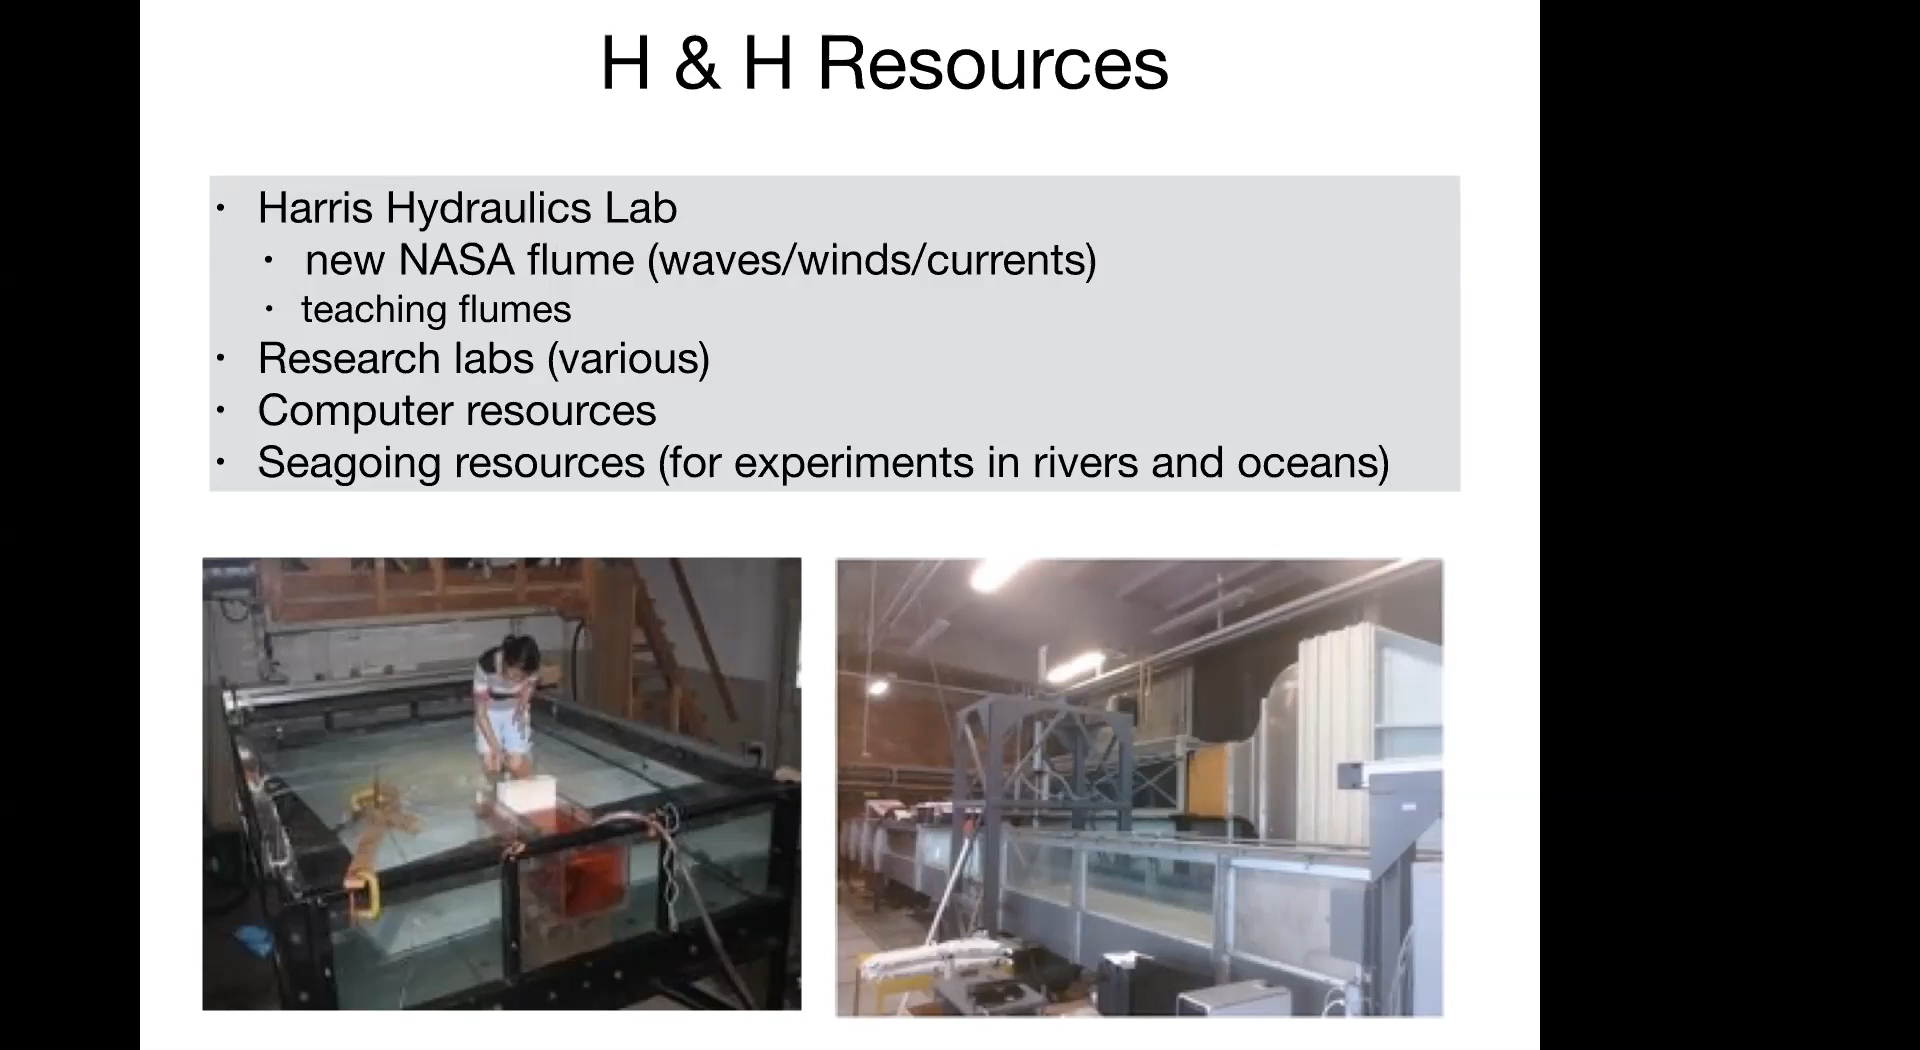 H & H Resources
• Harris Hydraulics Lab
• new NASA flume (waves/winds/currents)
• teaching flumes
• Research labs (various)
• Computer resources
• Seagoing resources (for experiments in rivers and oceans)